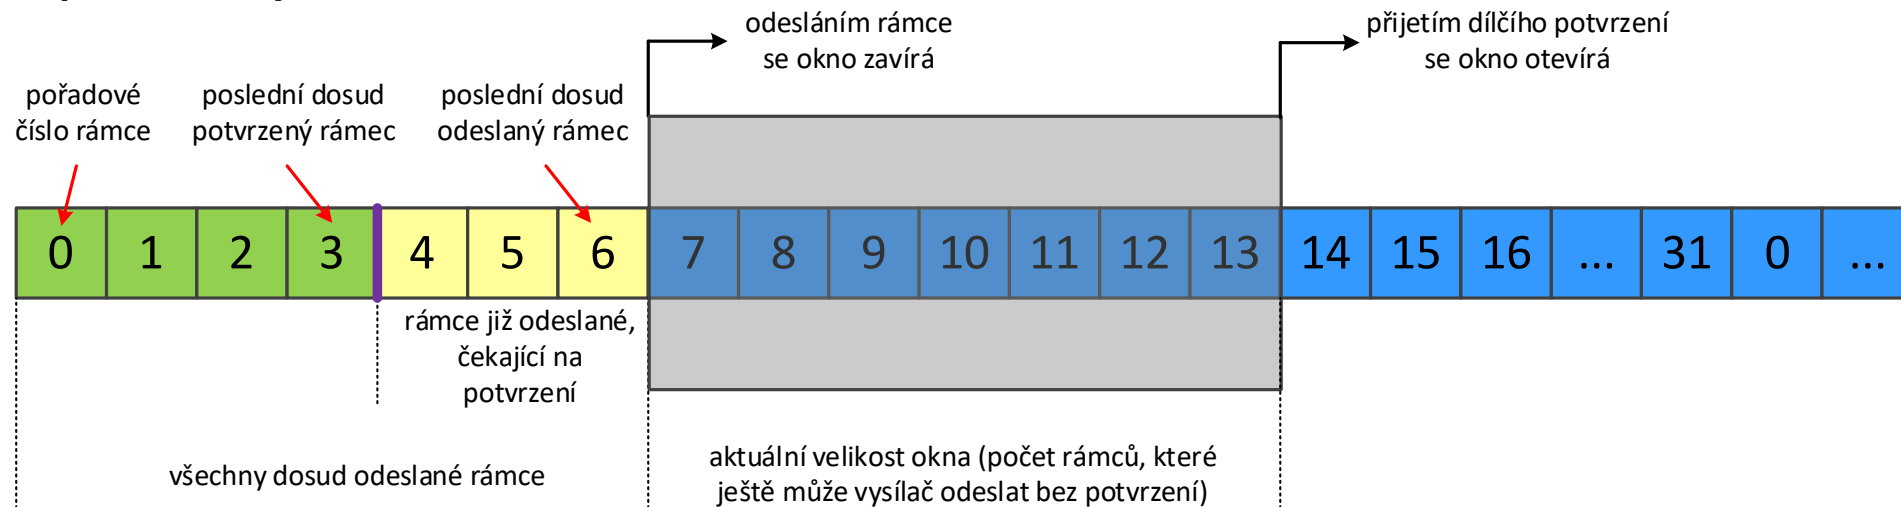 odesláním rámce
se okno zavírá
přijetím dílčího potvrzení
se okno otevírá
pořadové
číslo rámce
poslední dosud
potvrzený rámec
poslední dosud
odeslaný rámec
0 1 2 3 4 5 6 7 8 9 10 11 12 13 14 15 16 ... 31 0 ...
rámce již odeslané,
čekající na
potvrzení
všechny dosud odeslané rámce
aktuální velikost okna (počet rámců, které
ještě může vysílač odeslat bez potvrzení)